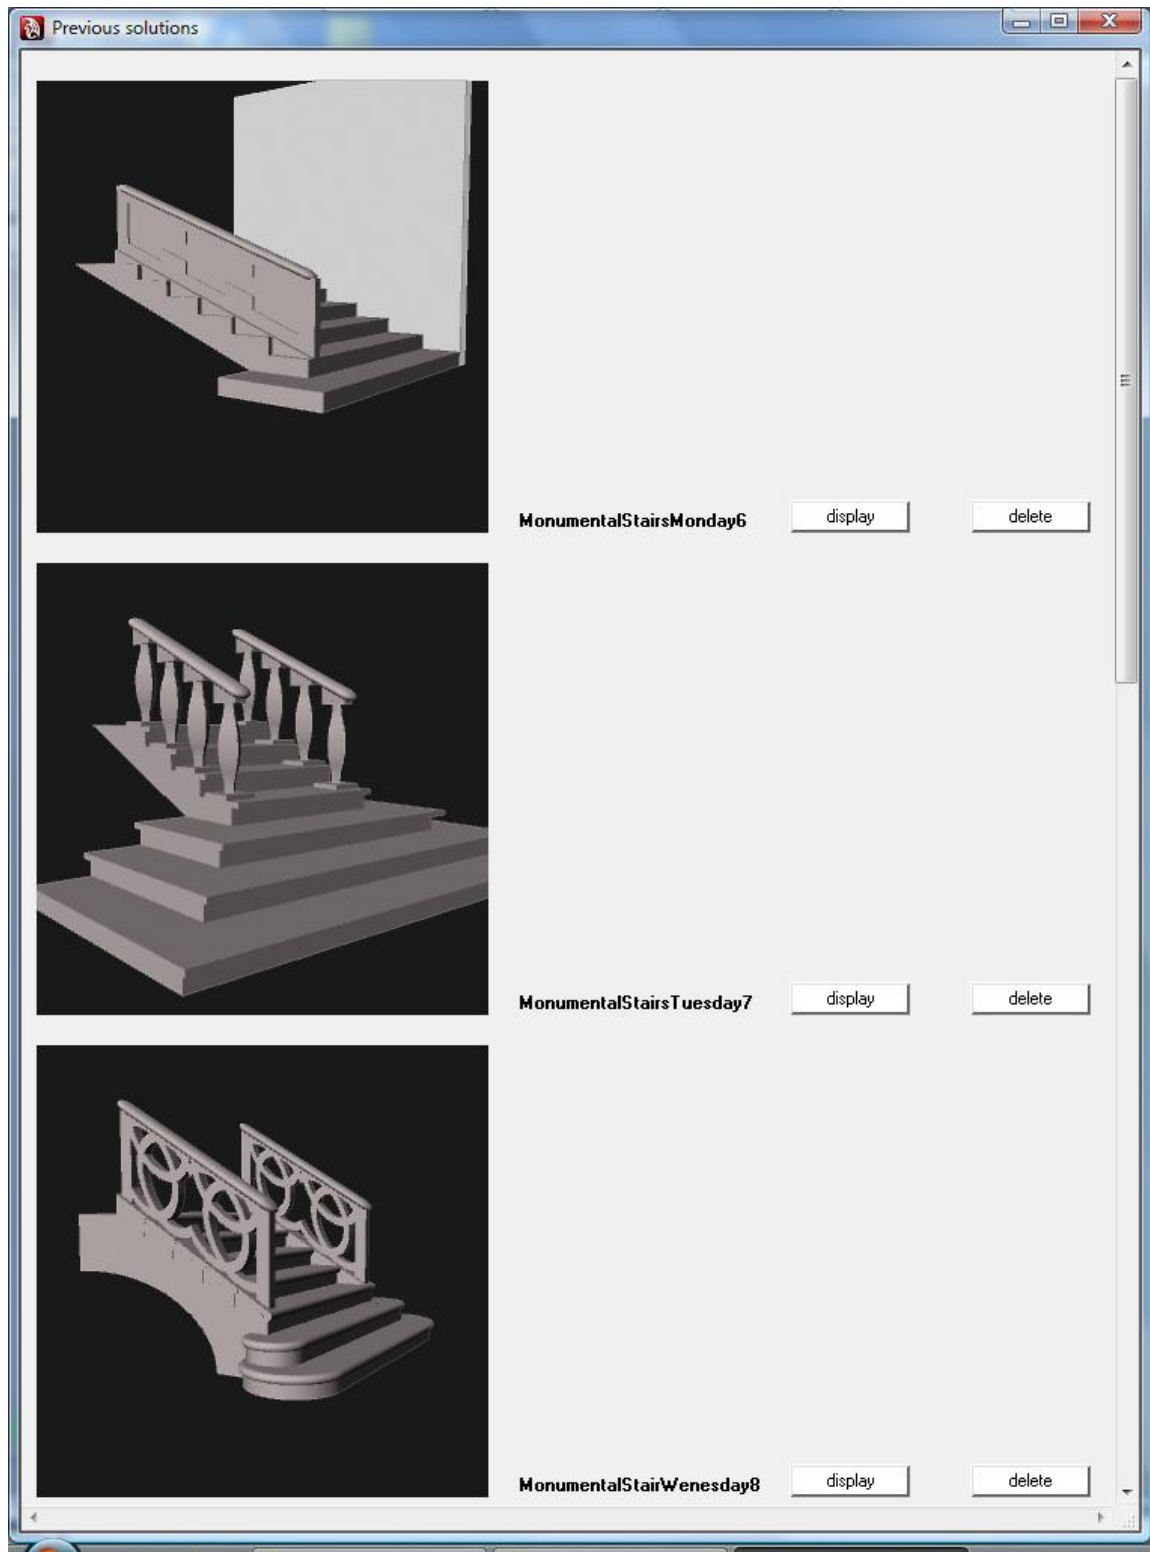 Previous solutions
MonumentalStairsMonday6 display delete
MonumentalStairsTuesday7 display delete
MonumentalStairWenesday8 display delete